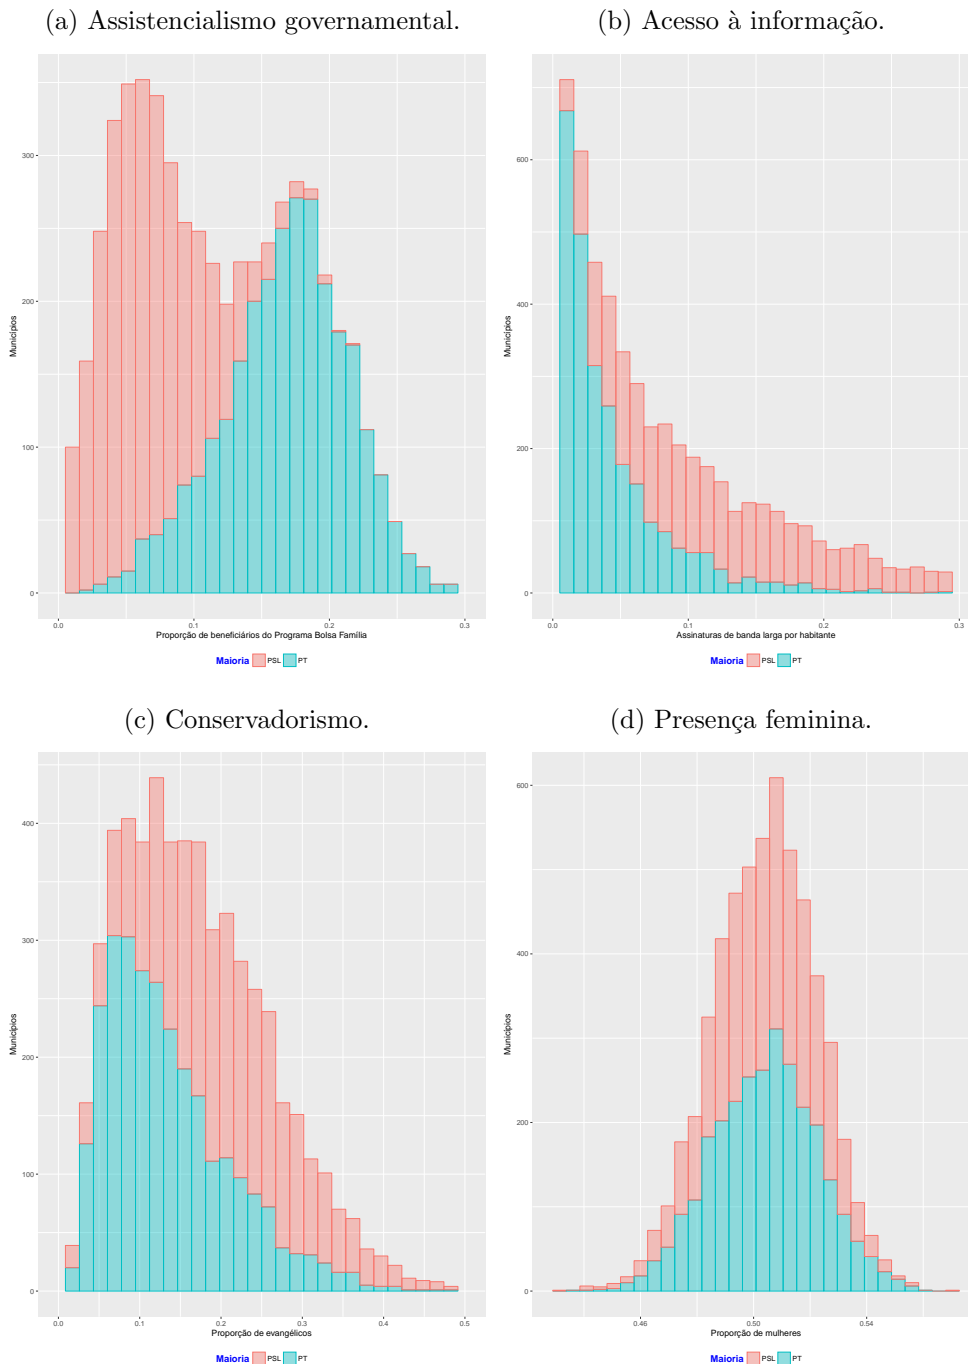 (a) Assistencialismo governamental.
300
200
100
0
Municípios
0.0 0.1 0.2 0.3
Proporção de beneficiários do Programa Bolsa Família
Maioria PSL PT
(b) Acesso à informação.
600
400
200
0
Municípios
0.0 0.1 0.2 0.3
Assinaturas de banda larga por habitante
Maioria PSL PT
(c) Conservadorismo.
400
300
200
100
0
Municípios
0.0 0.1 0.2 0.3 0.4 0.5
Proporção de evangélicos
Maioria PSL PT
(d) Presença feminina.
600
400
200
0
Municípios
0.46 0.50 0.54
Proporção de mulheres
Maioria PSL PT